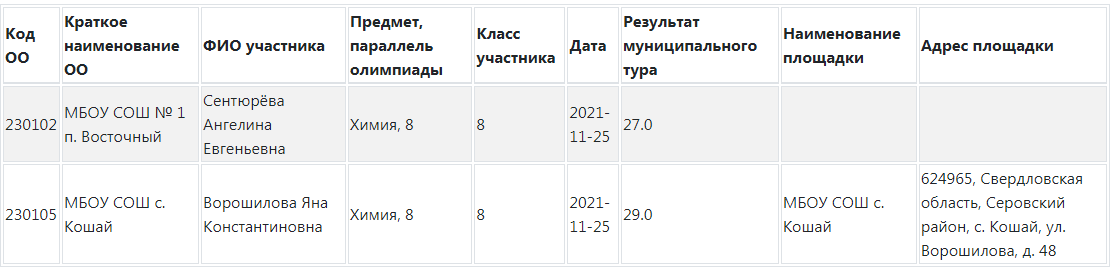 Код ОО
Краткое наименование ОО
ФИО участника
Предмет, параллель олимпиады
Класс участника
Дата
Результат муниципального тура
Наименование площадки
Адрес площадки
230102
МБОУ СОШ № 1
п. Восточный
Сентюрёва
Ангелина
Евгеньевна
Химия, 8
8
2021-
11-25
27.0
230105
МБОУ СОШ с.
Кошай
Ворошилова Яна
Константиновна
Химия, 8
8
2021-
11-25
29.0
МБОУ СОШ с.
Кошай
624965, Свердловская
область, Серовский
район, с. Кошай, ул.
Ворошилова, д. 48